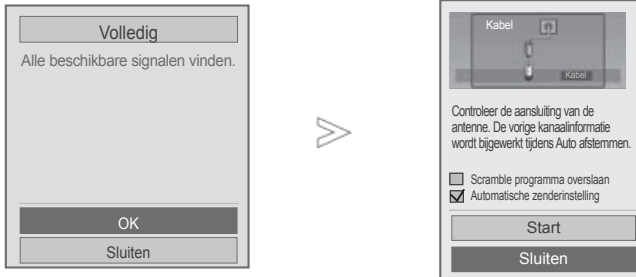 Volledig
Alle beschikbare signalen vinden.
OK
Sluiten
Kabel
Kabel
Controleer de aansluiting van de
antenne. De vorige kanaalinformatie
wordt bijgewerkt tijdens Auto afstemmen.
Scramble programma overslaan
Automatische zenderinstelling
Start
Sluiten